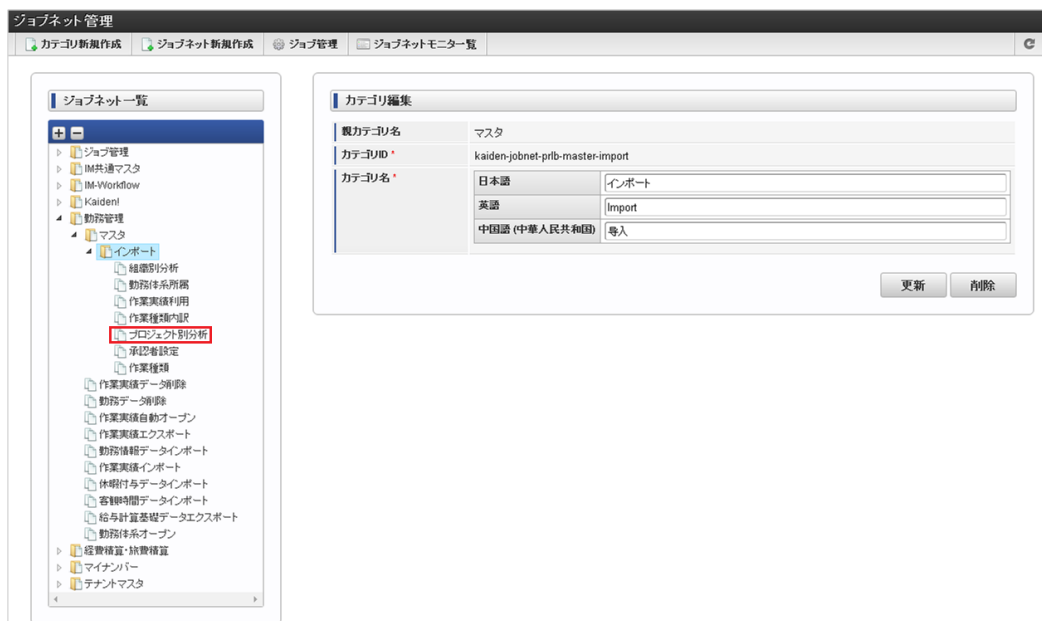 ジョブネット管理
カテゴリ新規作成 ジョブネット新規作成 ジョブ管理 ジョブネットモニター覧
ジョブネット一覧
ジョブ管理
IM共通マスタ
IM-Workflow
Kaiden!
勤務管理
マスタ
インポート
組織別分析
勤務体系所属
作業実績利用
作業種類内訳
プロジェクト別分析
承認者設定
作業種類
作業実績データ削除
勤務データ削除
作業実績自動オープン
作業実績エクスポート
勤務情報データインポート
作業実績インポート
休暇付与データインポート
客観時間データインポート
給与計算基礎データエクスポート
勤務体系オープン
経費積算・旅費積算
マイナンバー
テナントマスタ
カテゴリ編集
親カテゴリ名 マスタ
カテゴリID * kaiden-jobnet-prlb-master-import
カテゴリ名 * 日本語 インポート
英語 Import
中国語 (中華人民共和国) 导入
更新 削除